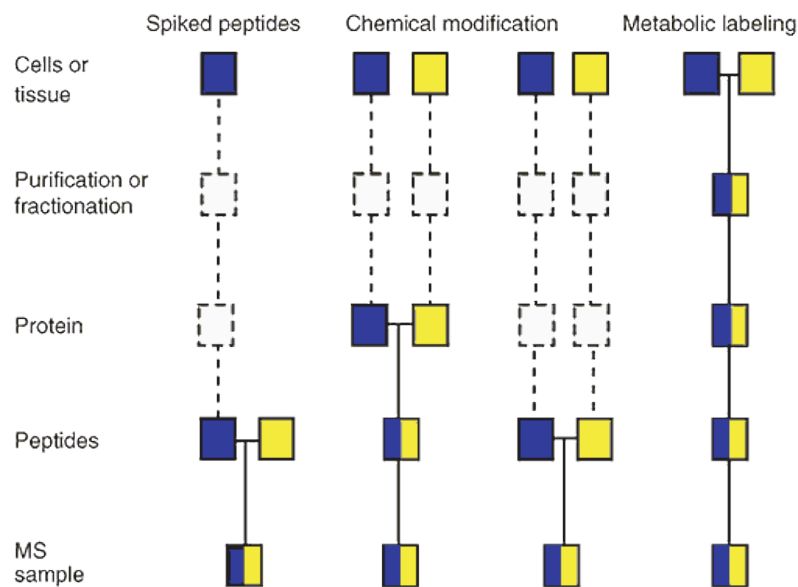 Spiked peptides Chemical modification Metabolic labeling
Cells or
tissue
Purification or
fractionation
Protein
Peptides
MS
sample